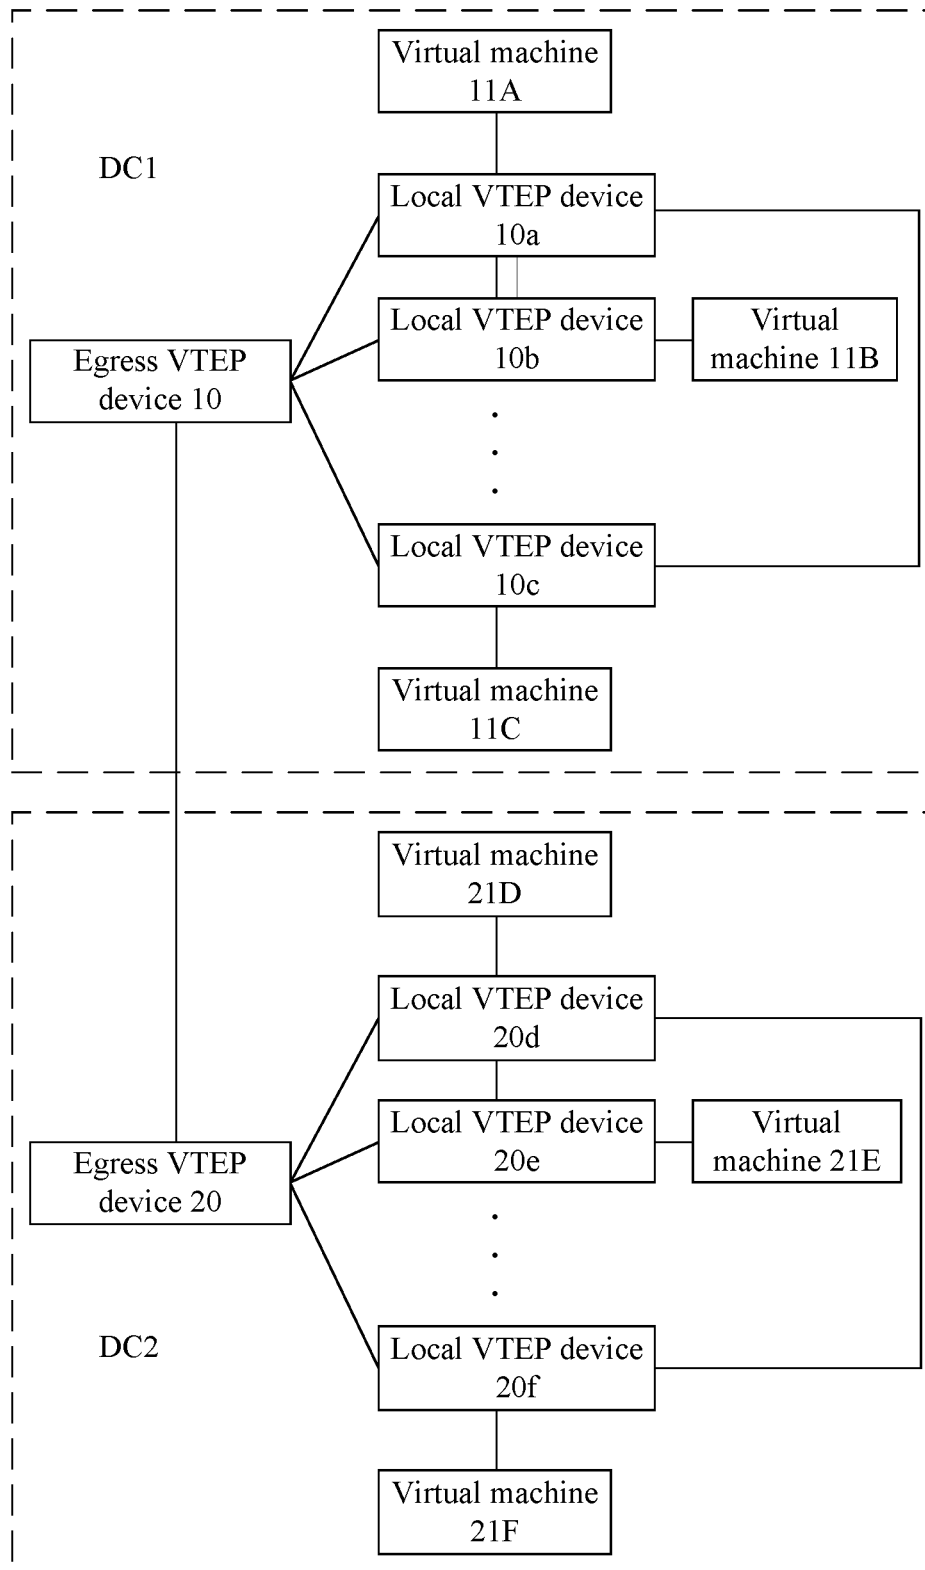 Virtual machine
11A
DC1
Local VTEP device
10a
Local VTEP device
10b
Virtual
machine 11B
Egress VTEP
device 10
Local VTEP device
10c
Virtual machine
11C
Virtual machine
21D
Local VTEP device
20d
Local VTEP device
20e
Virtual
machine 21E
Egress VTEP
device 20
DC2
Local VTEP device
20f
Virtual machine
21F